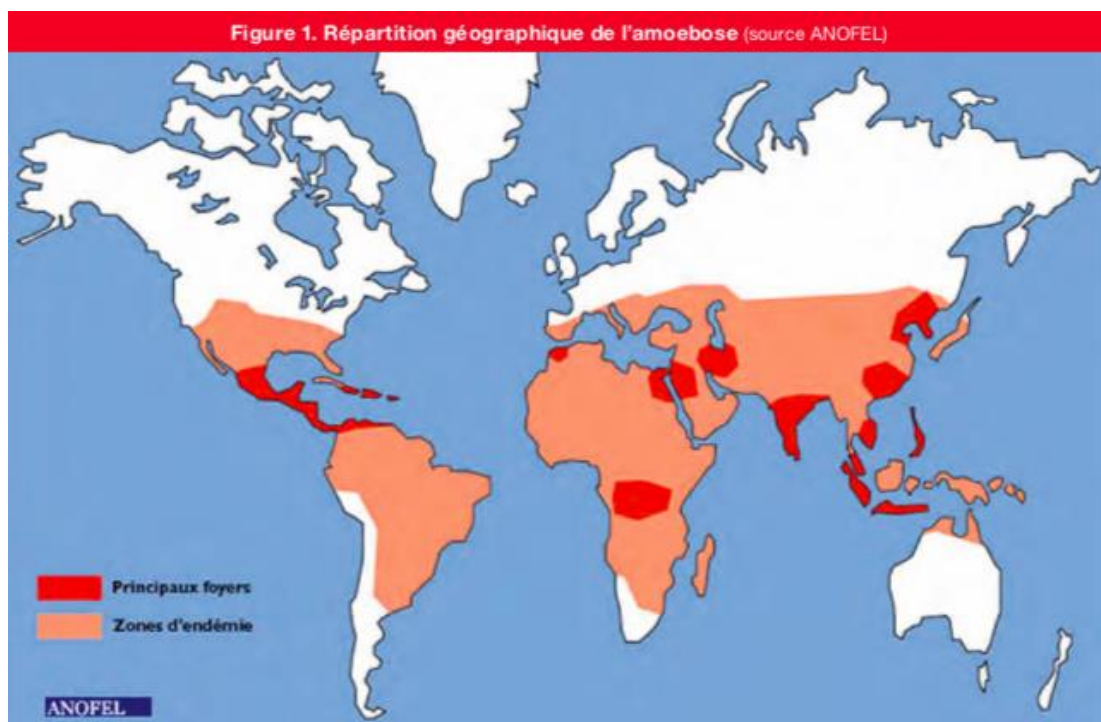 Figure 1. Répartition géographique de l'amoebose (source ANOFEL)
Principaux foyers
Zones d'endémie
ANOFEL